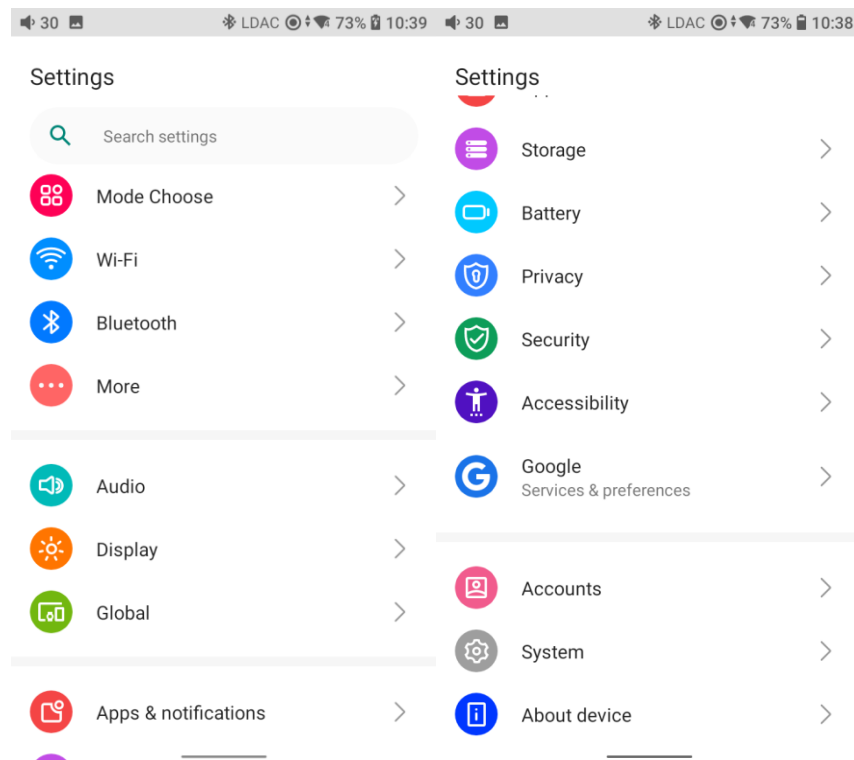 30 LDAC 73% 10:39
Settings
Search settings
Mode Choose
Wi-Fi
Bluetooth
More
Audio
Display
Global
Apps & notifications
30 LDAC 73% 10:38
Settings
Storage
Battery
Privacy
Security
Accessibility
Google
Services & preferences
Accounts
System
About device